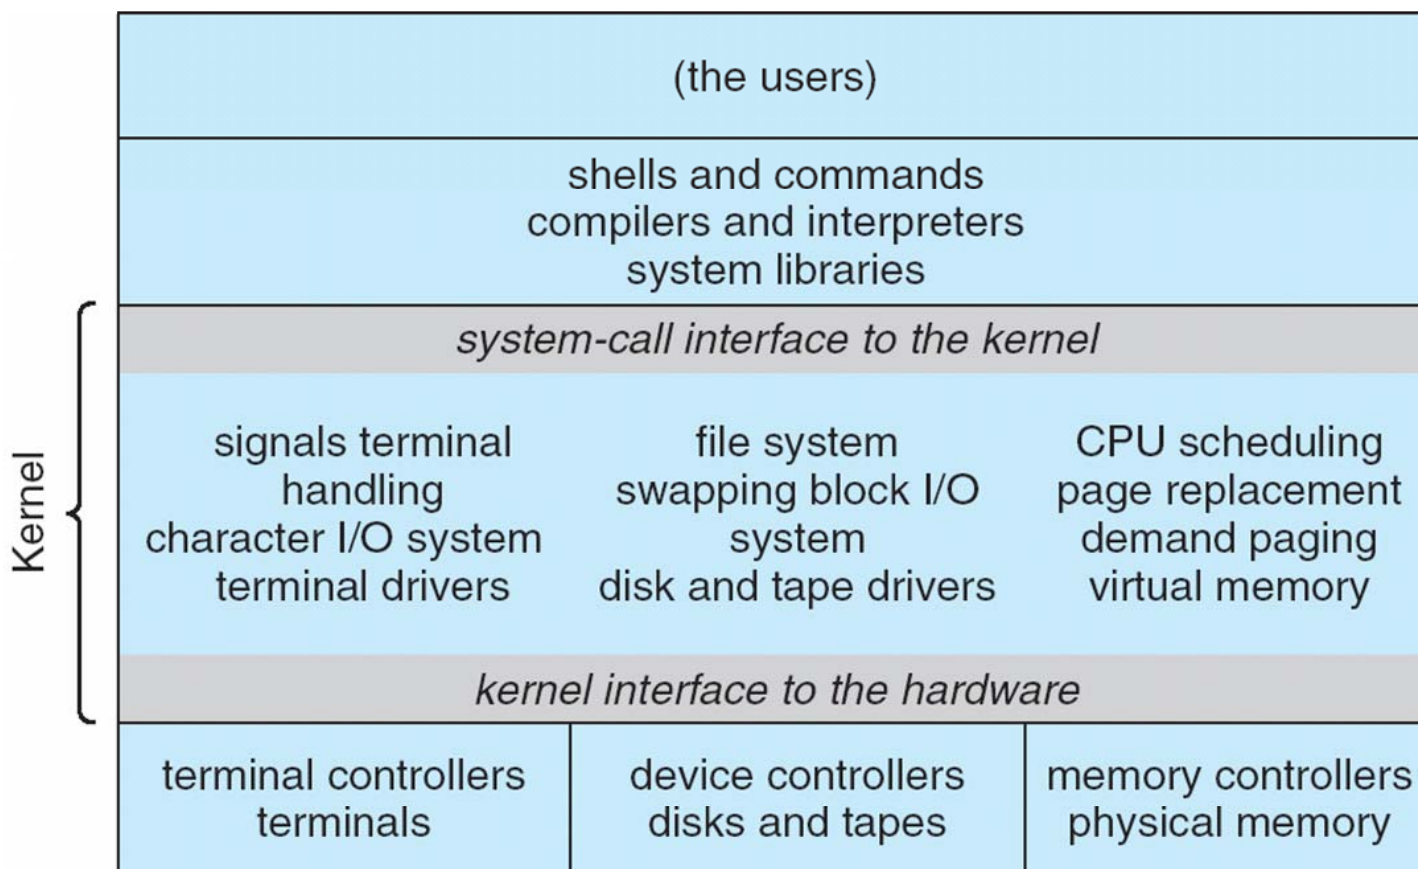 (the users)
shells and commands
compilers and interpreters
system libraries
Kernel
system-call interface to the kernel
signals terminal
handling
character I/O system
terminal drivers
file system
swapping block I/O
system
disk and tape drivers
CPU scheduling
page replacement
demand paging
virtual memory
kernel interface to the hardware
terminal controllers
terminals
device controllers
disks and tapes
memory controllers
physical memory